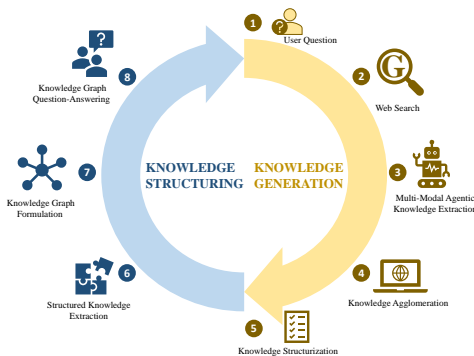 1
?
User Question
2
G
Web Search
3
Multi-Modal Agentic
Knowledge Extraction
4
Knowledge Agglomeration
5
Knowledge Structurization
6
Structured Knowledge
Extraction
7
Knowledge Graph
Formulation
?
8
Knowledge Graph
Question-Answering
KNOWLEDGE
STRUCTURING
KNOWLEDGE
GENERATION